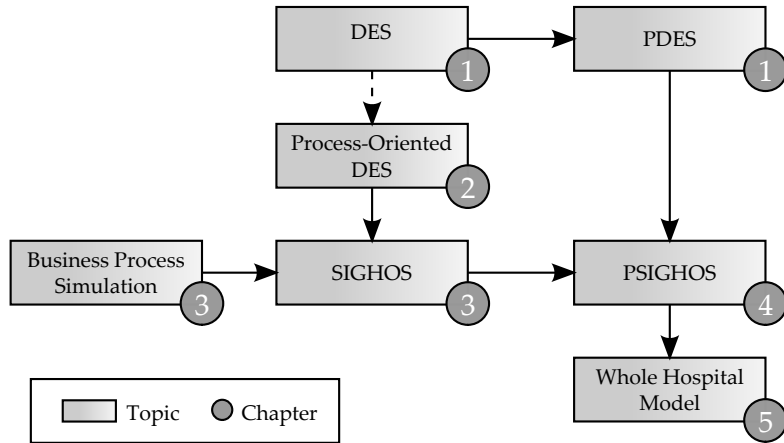 DES
1
PDES
1
Process-Oriented
DES
2
Business Process
Simulation
3
SIGHOS
3
PSIGHOS
4
Whole Hospital
Model
5
Topic
Chapter